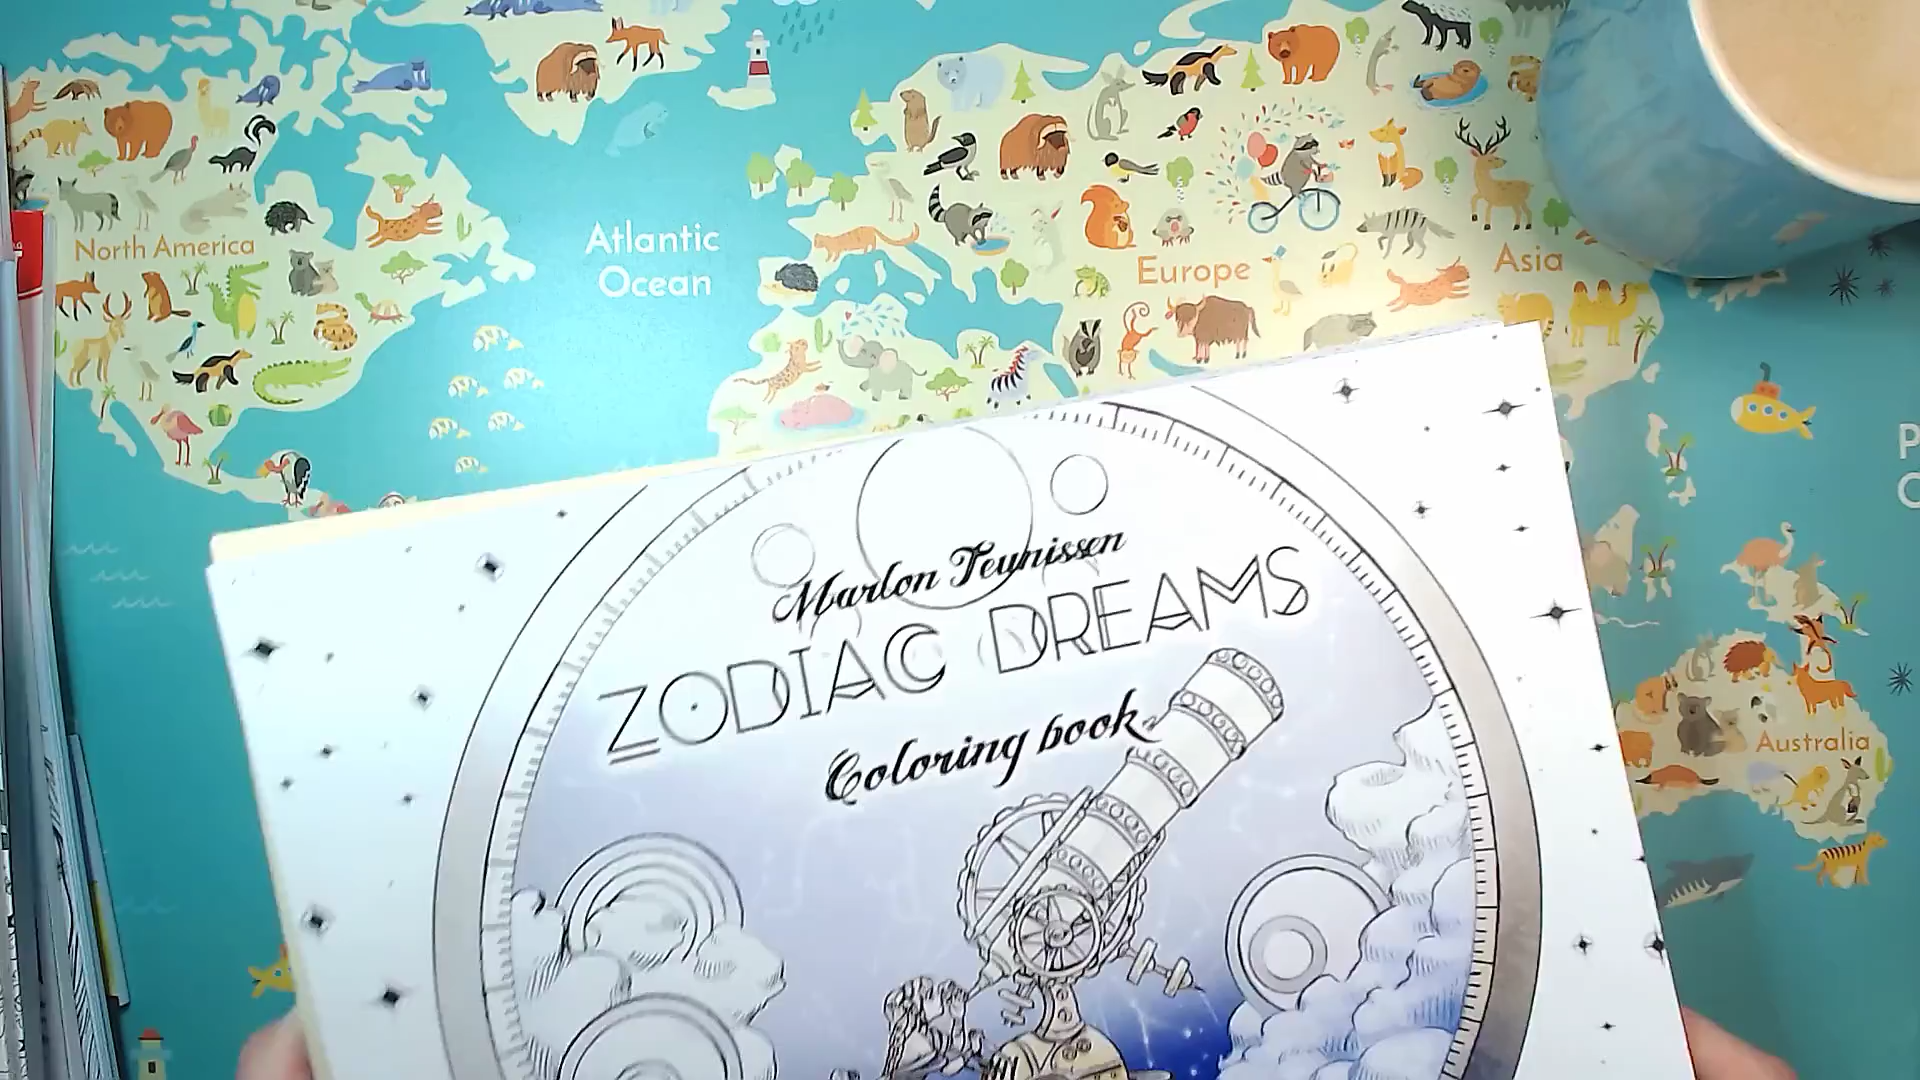 North America
Atlantic
Ocean
Europe
Asia
Marlon Teunissen
ZODIAC DREAMS
Coloring book
Australia